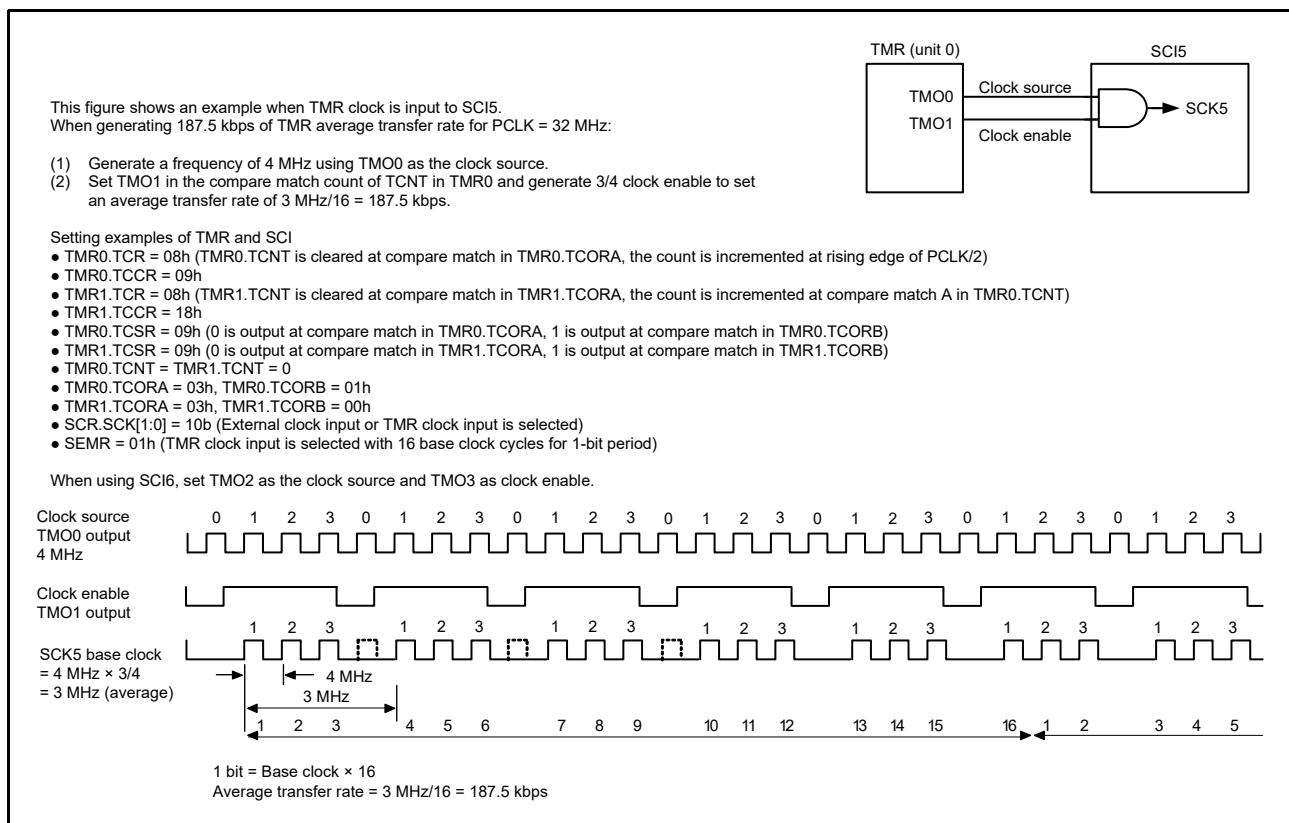 TMR (unit 0)
SCI5
TMO0
Clock source
TMO1
Clock enable
SCK5
This figure shows an example when TMR clock is input to SCI5.
When generating 187.5 kbps of TMR average transfer rate for PCLK = 32 MHz:
(1) Generate a frequency of 4 MHz using TMO0 as the clock source.
(2) Set TMO1 in the compare match count of TCNT in TMR0 and generate 3/4 clock enable to set
an average transfer rate of 3 MHz/16 = 187.5 kbps.
Setting examples of TMR and SCI
● TMR0.TCR = 08h (TMR0.TCNT is cleared at compare match in TMR0.TCORA, the count is incremented at rising edge of PCLK/2)
● TMR0.TCCR = 09h
● TMR1.TCR = 08h (TMR1.TCNT is cleared at compare match in TMR1.TCORA, the count is incremented at compare match A in TMR0.TCNT)
● TMR1.TCCR = 18h
● TMR0.TCSR = 09h (0 is output at compare match in TMR0.TCORA, 1 is output at compare match in TMR0.TCORB)
● TMR1.TCSR = 09h (0 is output at compare match in TMR1.TCORA, 1 is output at compare match in TMR1.TCORB)
● TMR0.TCNT = TMR1.TCNT = 0
● TMR0.TCORA = 03h, TMR0.TCORB = 01h
● TMR1.TCORA = 03h, TMR1.TCORB = 00h
● SCR.SCK[1:0] = 10b (External clock input or TMR clock input is selected)
● SEMR = 01h (TMR clock input is selected with 16 base clock cycles for 1-bit period)
When using SCI6, set TMO2 as the clock source and TMO3 as clock enable.
Clock source
TMO0 output
4 MHz
0 1 2 3 0 1 2 3 0 1 2 3 0 1 2 3 0 1 2 3 0 1 2 3 0 1 2 3
Clock enable
TMO1 output
1 2 3 1 2 3 1 2 3 1 2 3 1 2 3 1 2 3 1 2 3
SCK5 base clock
= 4 MHz × 3/4
= 3 MHz (average)
4 MHz
3 MHz
1 2 3 4 5 6 7 8 9 10 11 12 13 14 15 16 1 2 3 4 5
1 bit = Base clock × 16
Average transfer rate = 3 MHz/16 = 187.5 kbps